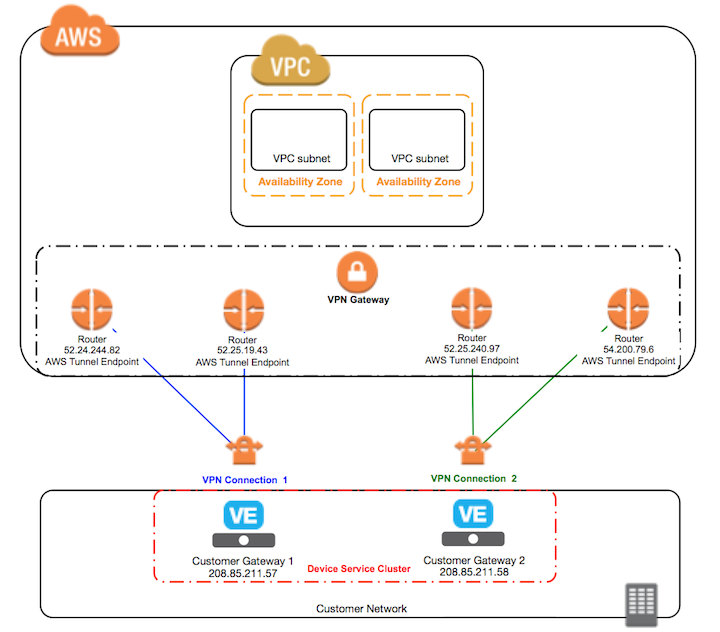 AWS
VPC
VPC subnet
VPC subnet
Availability Zone
Availability Zone
VPN Gateway
Router
52.24.244.82
AWS Tunnel Endpoint
Router
52.25.19.43
AWS Tunnel Endpoint
Router
52.25.240.97
AWS Tunnel Endpoint
Router
54.200.79.6
AWS Tunnel Endpoint
VPN Connection 1
VPN Connection 2
VE
Customer Gateway 1
208.85.211.57
VE
Customer Gateway 2
208.85.211.58
Device Service Cluster
Customer Network